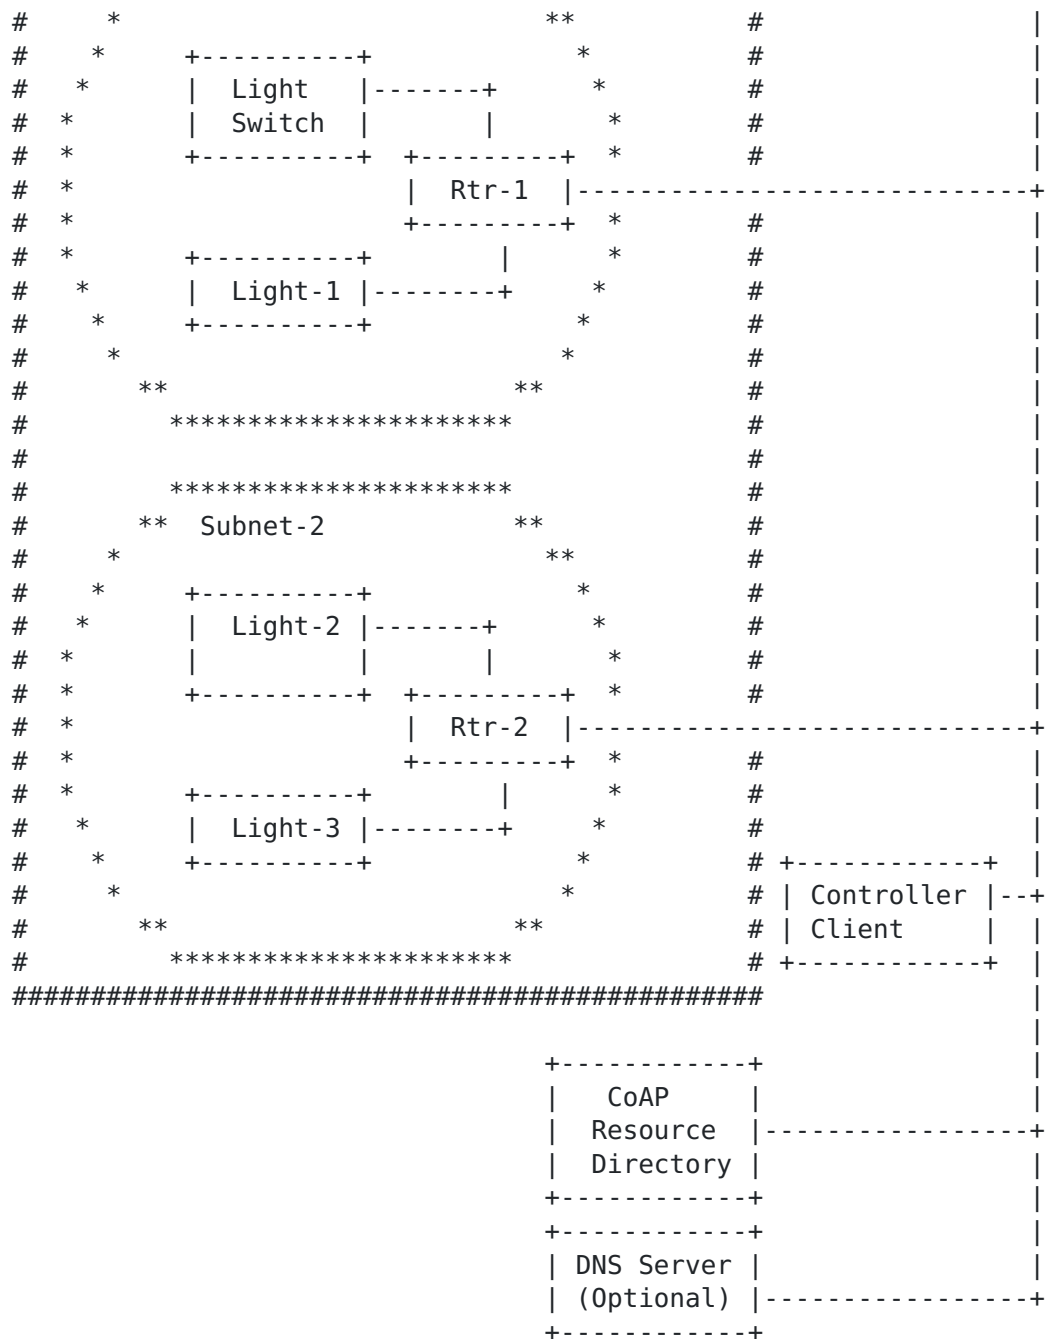 #      *                           **           #                 |
#     *     +----------+             *          #                 |
#    *      |  Light   |-------+      *         #                 |
#  *        |  Switch  |       |       *        #                 |
#  *        +----------+  +---------+  *        #                 |
#  *                      |  Rtr-1  |-----------------------------+
#  *                      +---------+  *        #                 |
#  *        +----------+        |      *        #                 |
#    *      |  Light-1 |--------+     *         #                 |
#     *     +----------+             *          #                 |
#      *                            *           #                 |
#        **                      **             #                 |
#          **********************               #                 |
#                                               #                 |
#          **********************               #                 |
#        **  Subnet-2            **             #                 |
#      *                           **           #                 |
#     *     +----------+             *          #                 |
#    *      |  Light-2 |-------+      *         #                 |
#  *        |          |       |       *        #                 |
#  *        +----------+  +---------+  *        #                 |
#  *                      |  Rtr-2  |-----------------------------+
#  *                      +---------+  *        #                 |
#  *        +----------+        |      *        #                 |
#    *      |  Light-3 |--------+     *         #                 |
#     *     +----------+             *          # +------------+  |
#      *                            *           # | Controller |--+
#        **                      **             # | Client     |  |
#          **********************               # +------------+  |
#################################################                 |
                                                                  |
                                  +------------+                  |
                                  |   CoAP     |                  |
                                  |  Resource  |-----------------+
                                  |  Directory |                  |
                                  +------------+                  |
                                  +------------+                  |
                                  | DNS Server |                  |
                                  | (Optional) |-----------------+
                                  +------------+